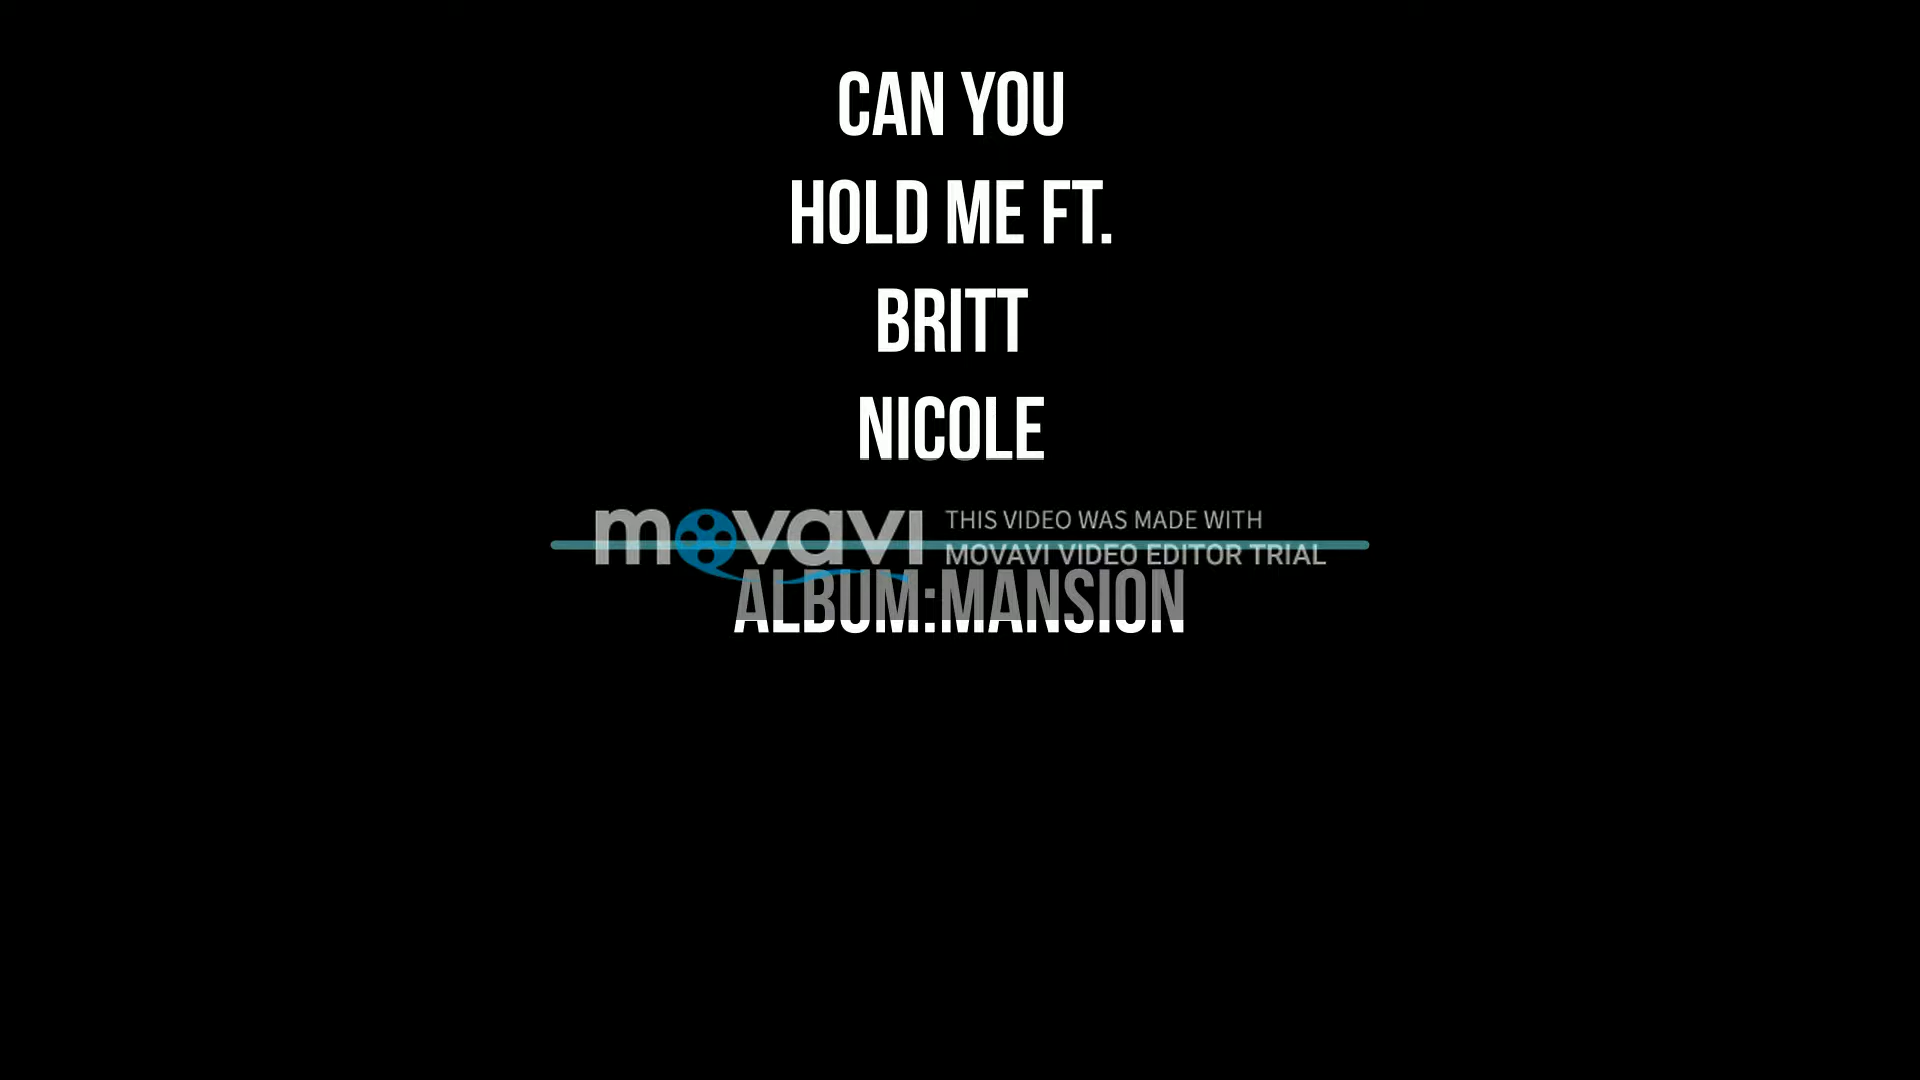 CAN YOU
HOLD ME FT.
BRITT
NICOLE
movavi
THIS VIDEO WAS MADE WITH
MOVAVI VIDEO EDITOR TRIAL
ALBUM:MANSION